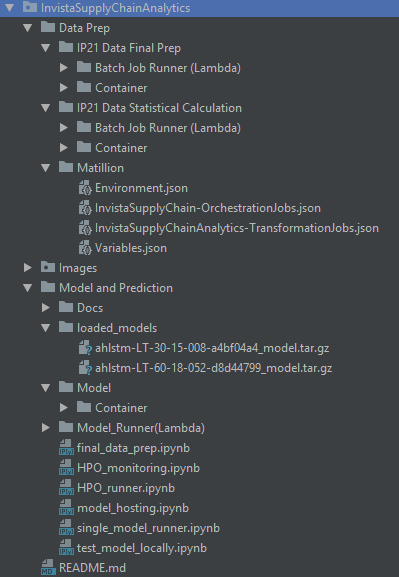 InvistaSupplyChainAnalytics
Data Prep
IP21 Data Final Prep
Batch Job Runner (Lambda)
Container
IP21 Data Statistical Calculation
Batch Job Runner (Lambda)
Container
Matillion
Environment.json
InvistaSupplyChain-OrchestrationJobs.json
InvistaSupplyChainAnalytics-TransformationJobs.json
Variables.json
Images
Model and Prediction
Docs
loaded_models
ahlstm-LT-30-15-008-a4bf04a4_model.tar.gz
ahlstm-LT-60-18-052-d8d44799_model.tar.gz
Model
Container
Model_Runner(Lambda)
final_data_prep.ipynb
HPO_monitoring.ipynb
HPO_runner.ipynb
model_hosting.ipynb
single_model_runner.ipynb
test_model_locally.ipynb
README.md